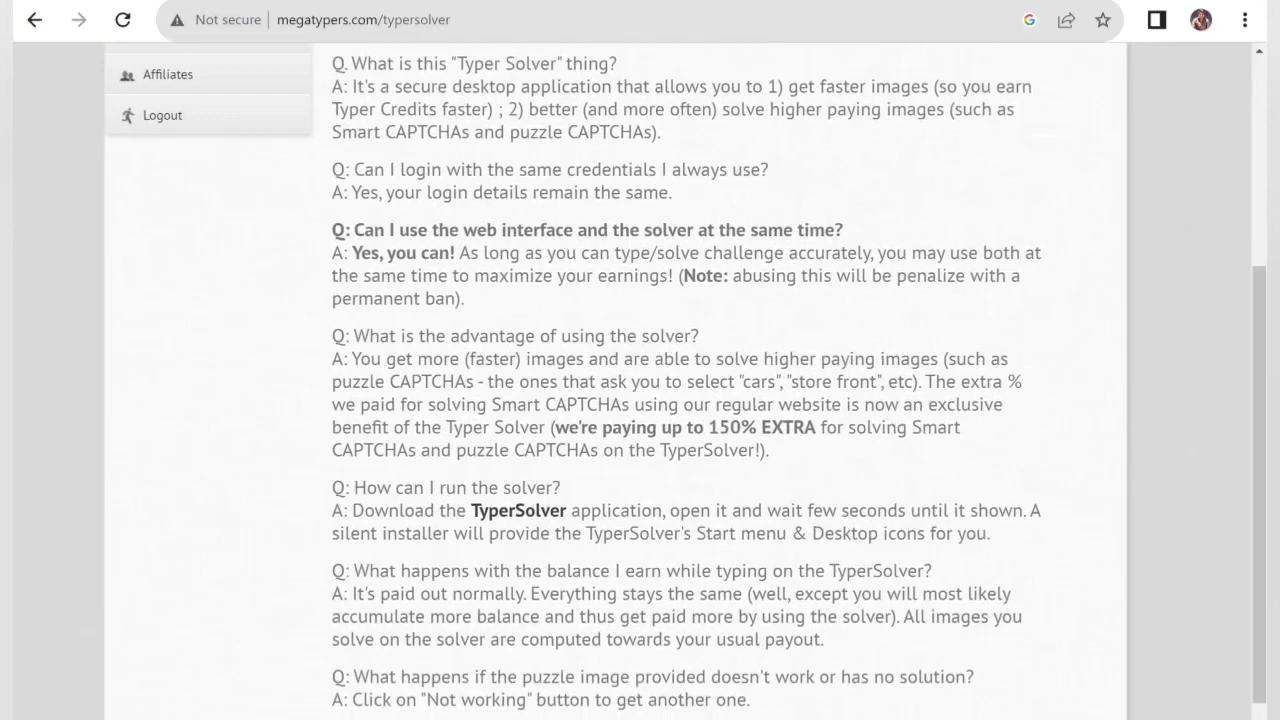 Not secure
megatypers.com/typersolver
Affiliates
Logout
Q. What is this "Typer Solver" thing?
A: It's a secure desktop application that allows you to 1) get faster images (so you earn
Typer Credits faster) ; 2) better (and more often) solve higher paying images (such as
Smart CAPTCHAs and puzzle CAPTCHAs).
Q: Can I login with the same credentials I always use?
A: Yes, your login details remain the same.
Q: Can I use the web interface and the solver at the same time?
A: Yes, you can! As long as you can type/solve challenge accurately, you may use both at
the same time to maximize your earnings! (Note: abusing this will be penalize with a
permanent ban).
Q: What is the advantage of using the solver?
A: You get more (faster) images and are able to solve higher paying images (such as
puzzle CAPTCHAs - the ones that ask you to select "cars", "store front", etc). The extra %
we paid for solving Smart CAPTCHAs using our regular website is now an exclusive
benefit of the Typer Solver (we're paying up to 150% EXTRA for solving Smart
CAPTCHAs and puzzle CAPTCHAs on the TyperSolver!).
Q: How can I run the solver?
A: Download the TyperSolver application, open it and wait few seconds until it shown. A
silent installer will provide the TyperSolver's Start menu & Desktop icons for you.
Q: What happens with the balance I earn while typing on the TyperSolver?
A: It's paid out normally. Everything stays the same (well, except you will most likely
accumulate more balance and thus get paid more by using the solver). All images you
solve on the solver are computed towards your usual payout.
Q: What happens if the puzzle image provided doesn't work or has no solution?
A: Click on "Not working" button to get another one.